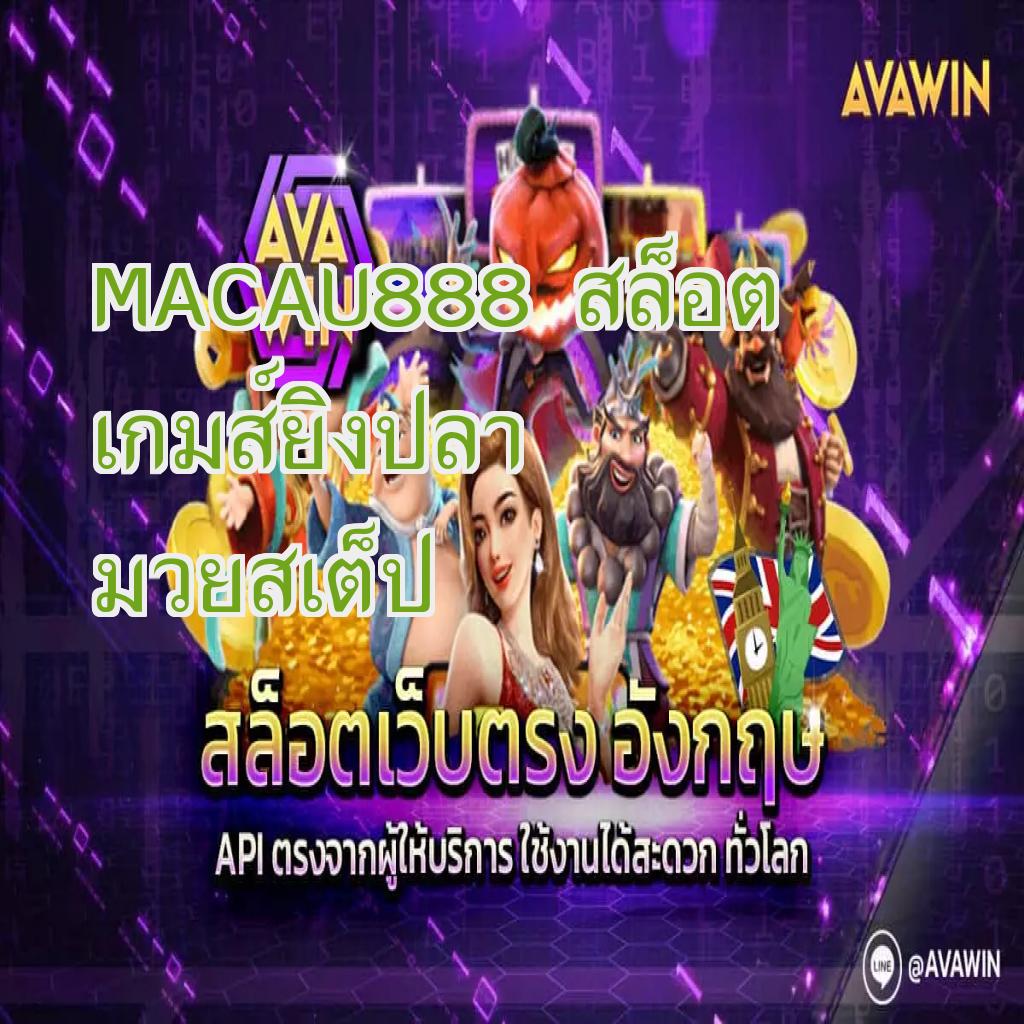 AVAWIN
AVA
WIN
MACAU888 สล็อต
เกมส์ยิงปลา
มวยสเต็ป
สล็อตเว็บตรง อังกฤษ
API ตรงจากผู้ให้บริการ ใช้งานได้สะดวก ทั่วโลก
LINE @AVAWIN